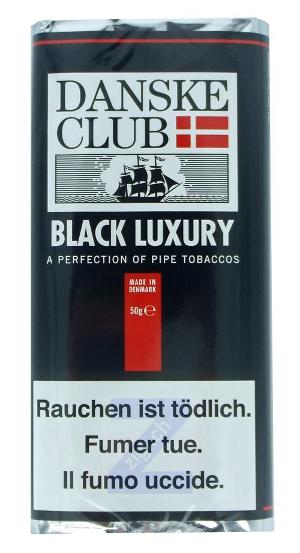 DANSKE
CLUB
BLACK LUXURY
A PERFECTION OF PIPE TOBACCOS
MADE IN
DENMARK
50g ℮
Rauchen ist tödlich.
Fumer tue.
Il fumo uccide.